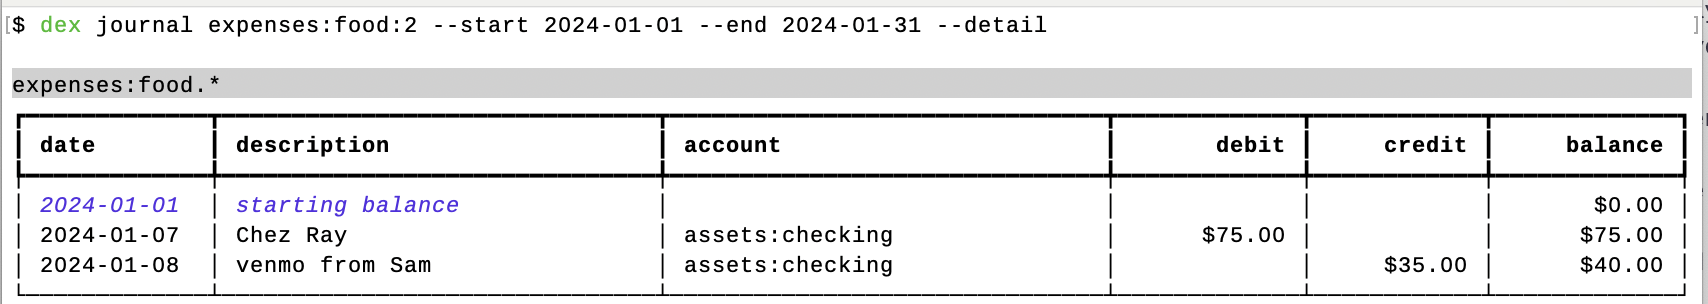 $ dex journal expenses:food:2 --start 2024-01-01 --end 2024-01-31 --detail
expenses:food.*
date description account debit credit balance
2024-01-01 starting balance $0.00
2024-01-07 Chez Ray assets:checking $75.00 $75.00
2024-01-08 venmo from Sam assets:checking $35.00 $40.00